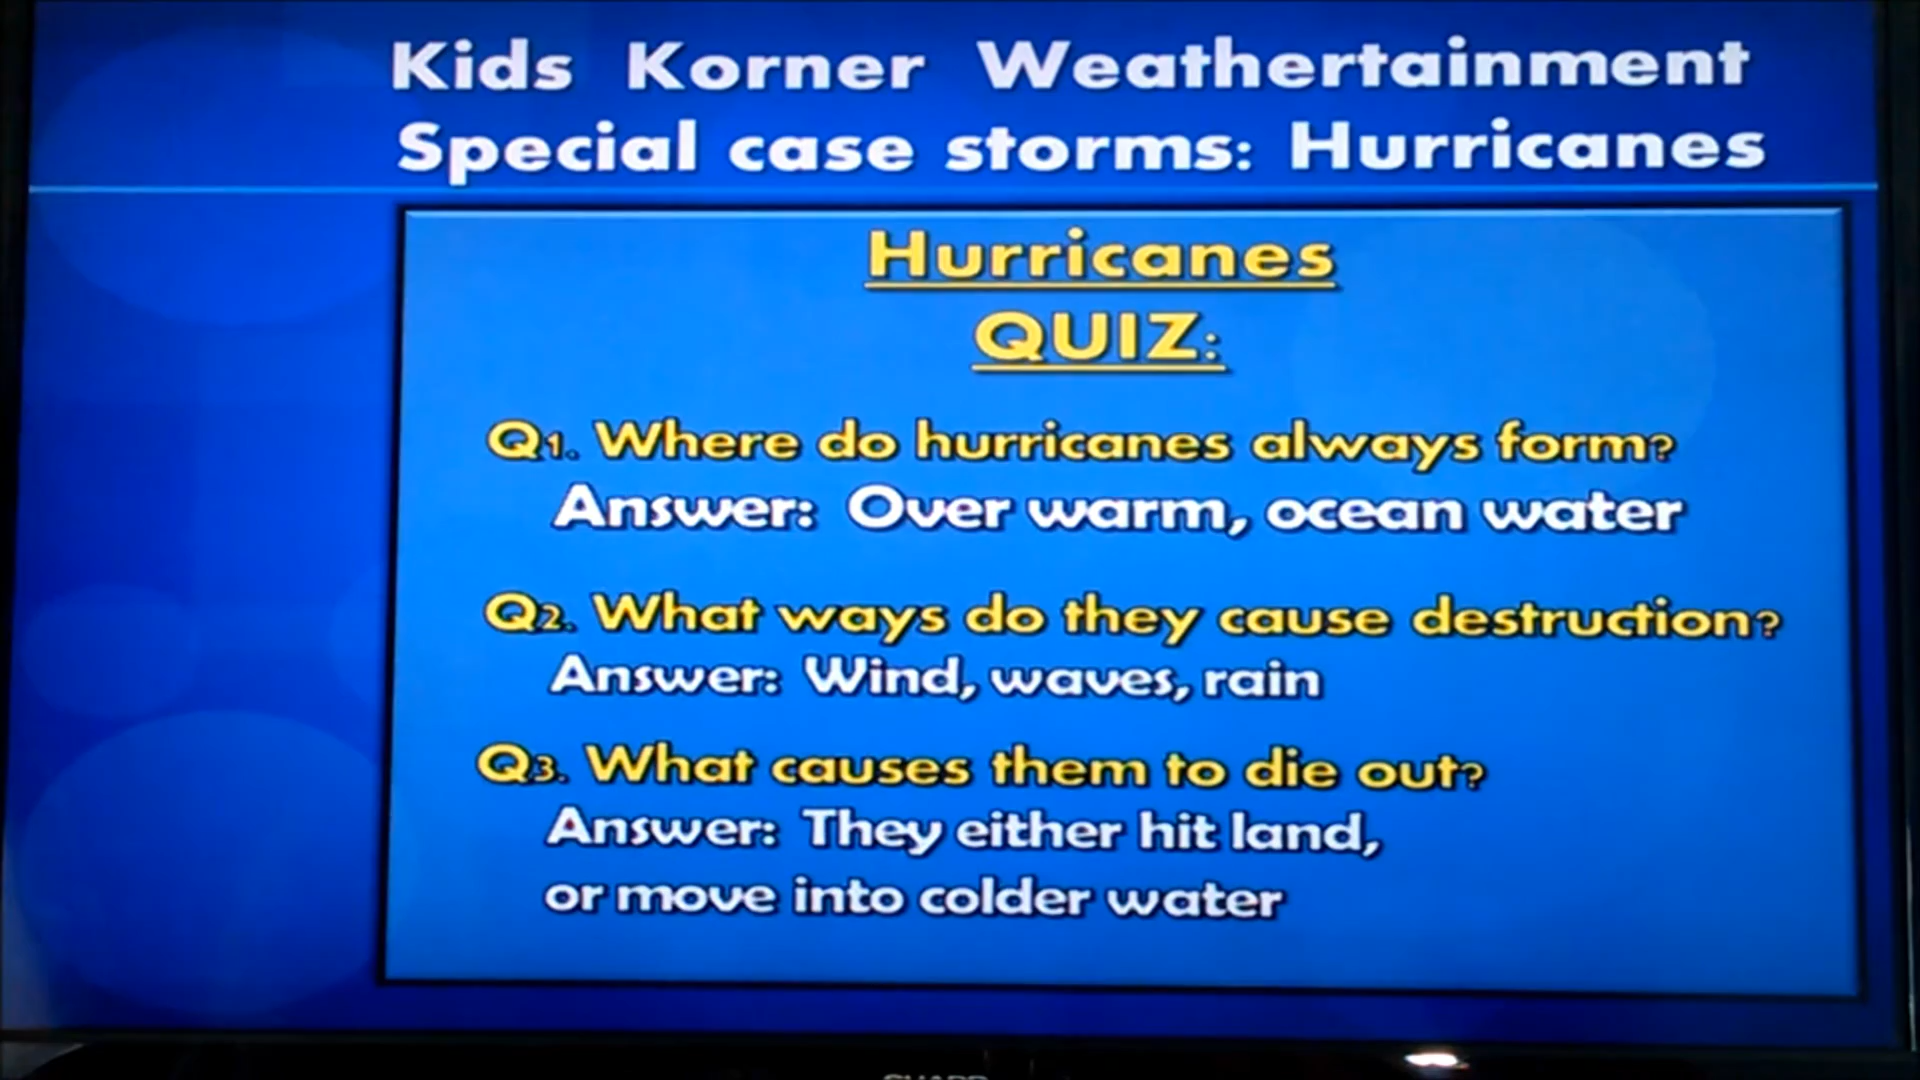 Kids Korner Weathertainment
Special case storms: Hurricanes
Hurricanes
QUIZ:
Q1. Where do hurricanes always form?
Answer: Over warm, ocean water
Q2. What ways do they cause destruction?
Answer: Wind, waves, rain
Q3. What causes them to die out?
Answer: They either hit land,
or move into colder water